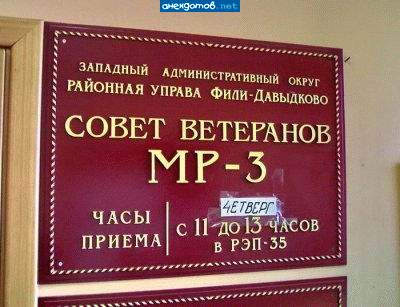 анекдотов.net
ЗАПАДНЫЙ АДМИНИСТРАТИВНЫЙ ОКРУГ
РАЙОННАЯ УПРАВА ФИЛИ-ДАВЫДКОВО
СОВЕТ ВЕТЕРАНОВ
МР-3
4ЕТВЕРГ
ЧАСЫ ПРИЕМА
С 11 ДО 13 ЧАСОВ
В РЭП-35